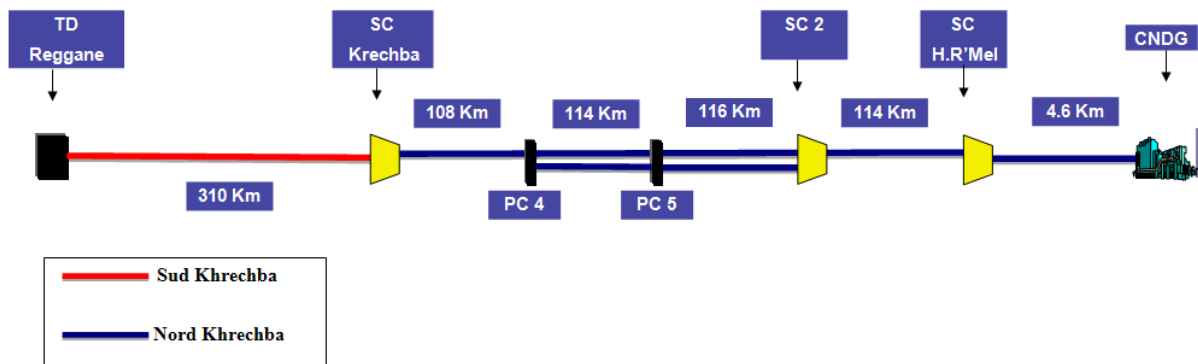 TD
Reggane
SC
Krechba
SC 2
SC
H.R'Mel
CNDG
108 Km
114 Km
116 Km
114 Km
4.6 Km
310 Km
PC 4
PC 5
Sud Khrechba
Nord Khrechba